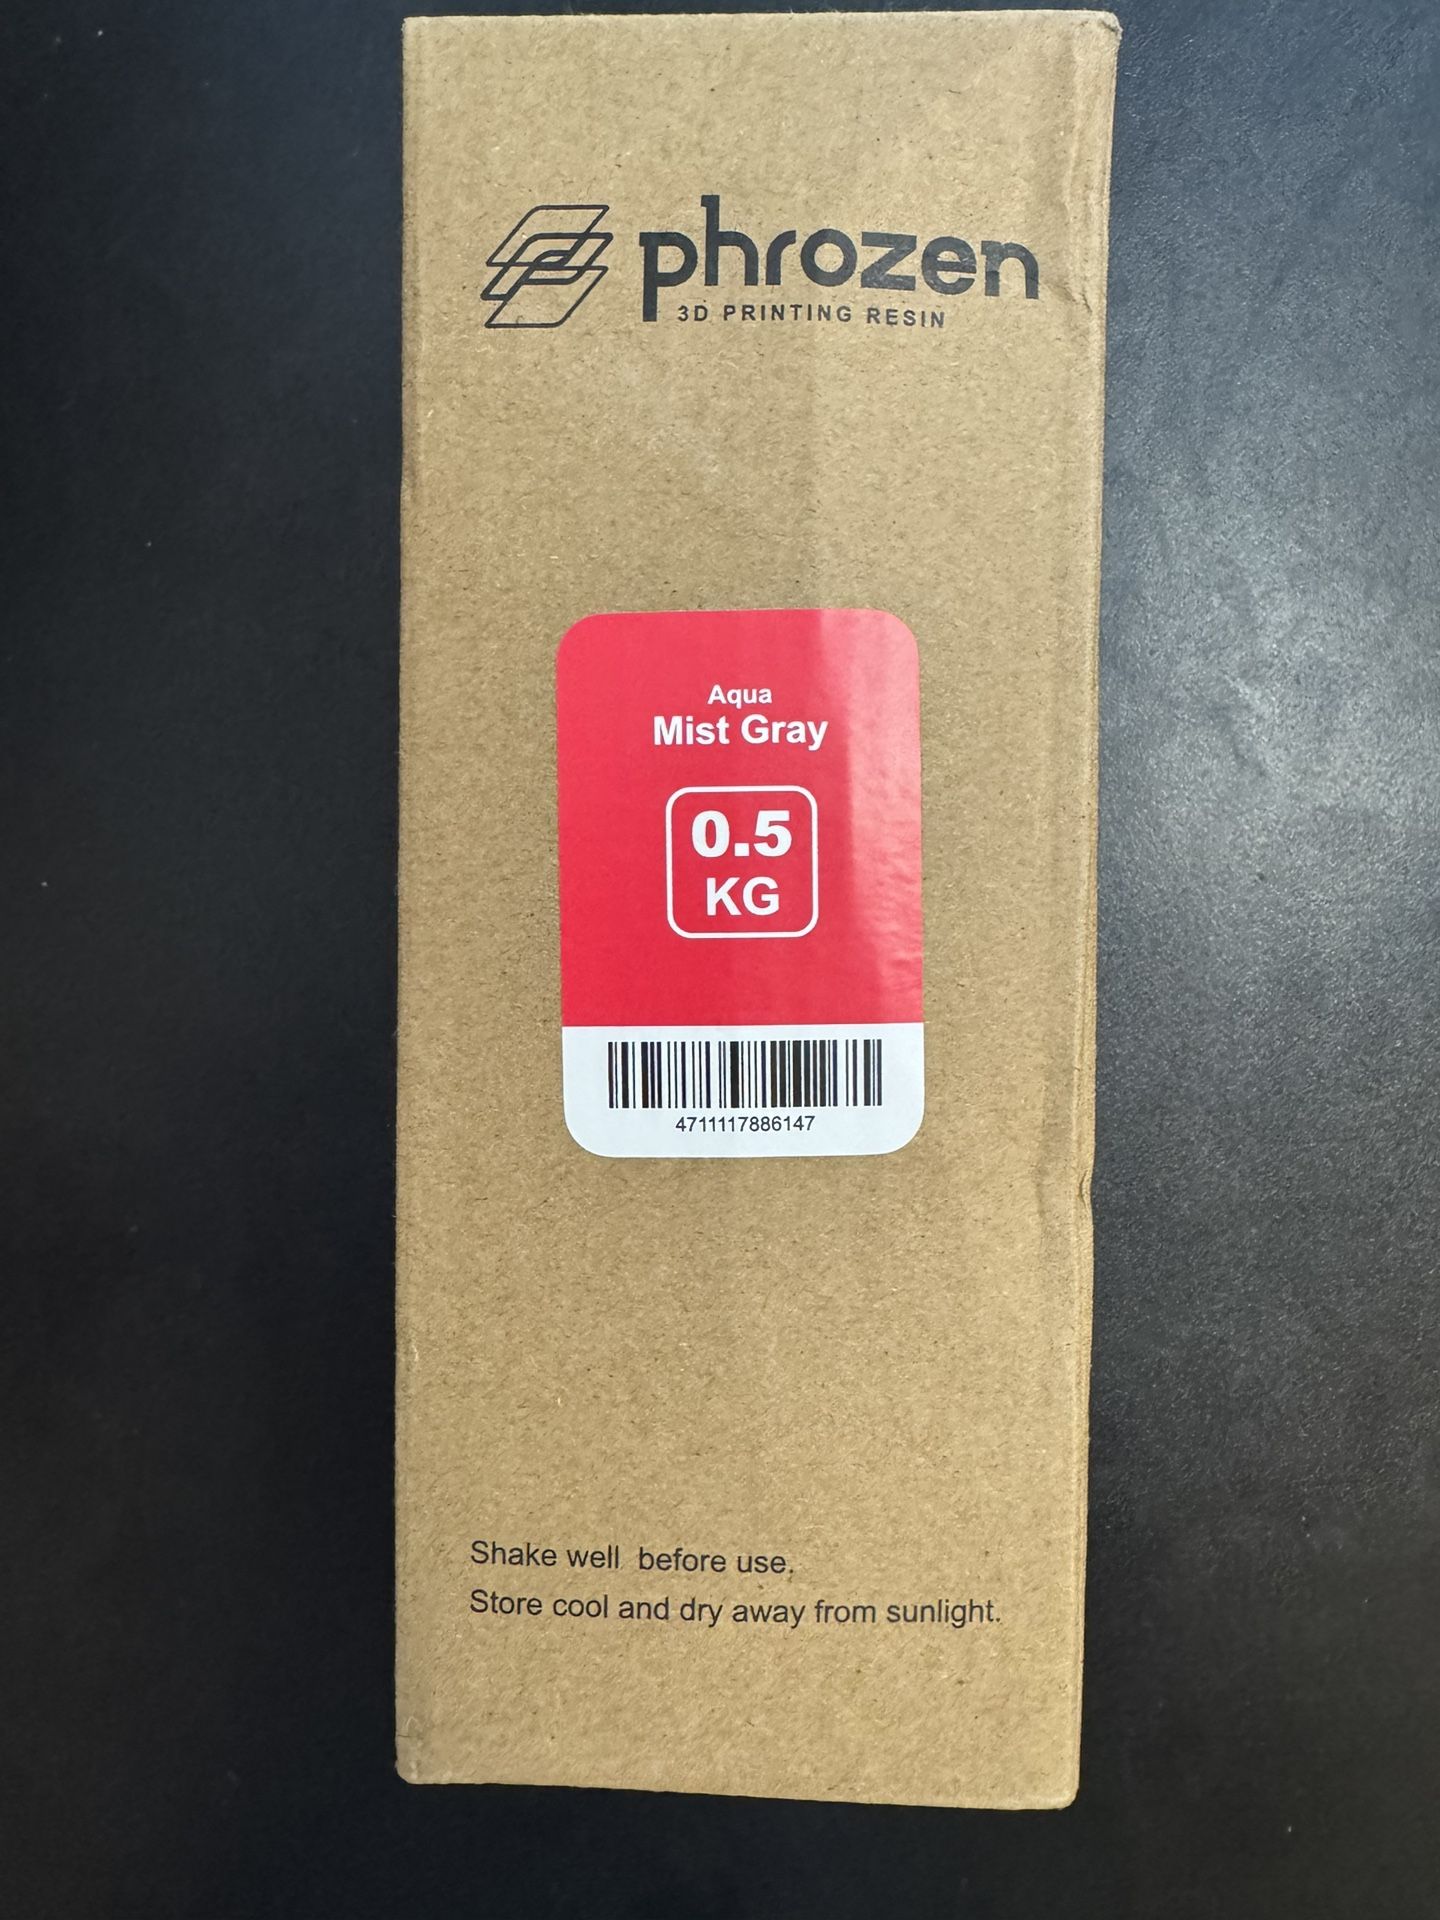 phrozen
3D PRINTING RESIN
Aqua
Mist Gray
0.5
KG
4711117886147
Shake well before use.
Store cool and dry away from sunlight.